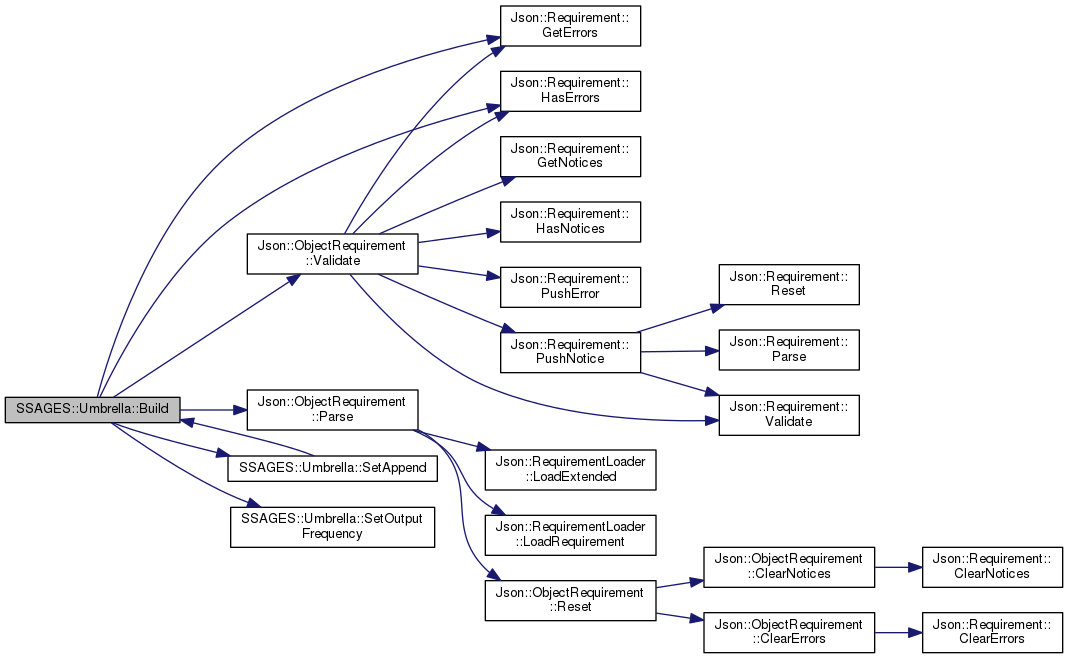 Json::Requirement::
GetErrors
Json::Requirement::
HasErrors
Json::Requirement::
GetNotices
Json::Requirement::
HasNotices
Json::ObjectRequirement
::Validate
Json::Requirement::
PushError
Json::Requirement::
Reset
Json::Requirement::
PushNotice
Json::Requirement::
Parse
SSAGES::Umbrella::Build
Json::ObjectRequirement
::Parse
Json::Requirement::
Validate
SSAGES::Umbrella::SetAppend
Json::RequirementLoader
::LoadExtended
SSAGES::Umbrella::SetOutput
Frequency
Json::RequirementLoader
::LoadRequirement
Json::ObjectRequirement
::Reset
Json::ObjectRequirement
::ClearNotices
Json::Requirement::
ClearNotices
Json::ObjectRequirement
::ClearErrors
Json::Requirement::
ClearErrors